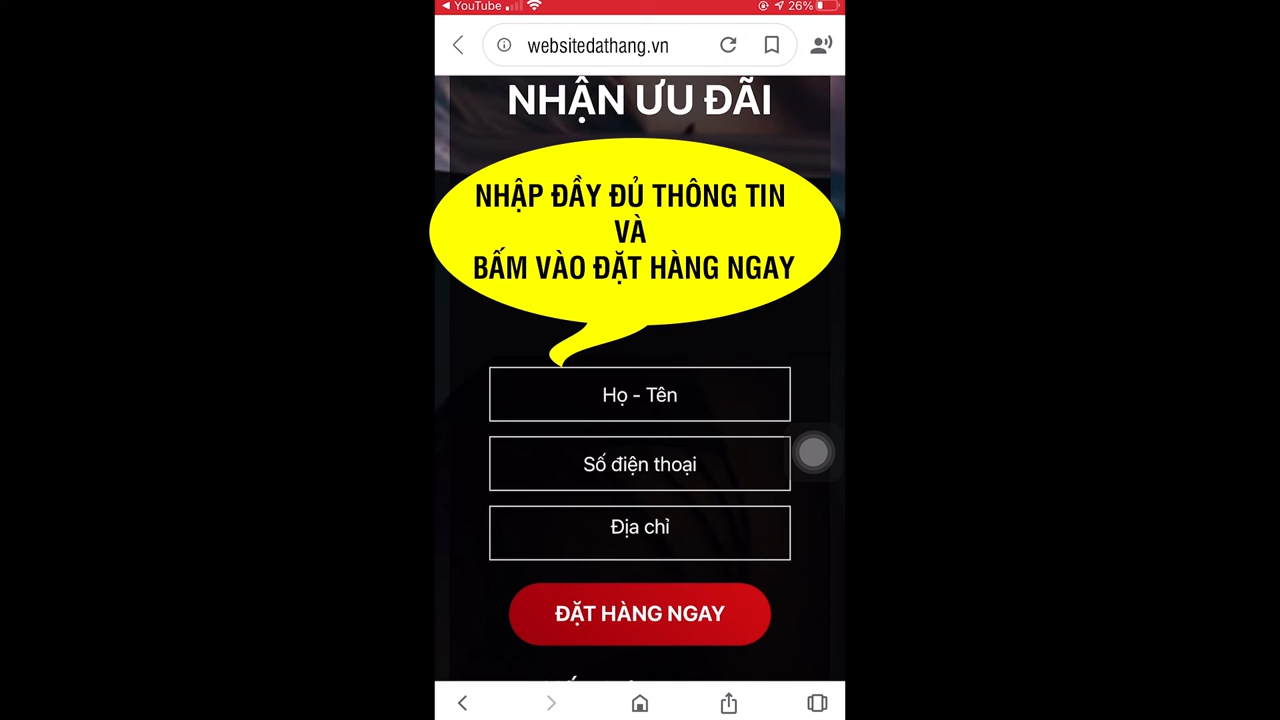 YouTube
26%
websitedathang.vn
NHẬN ƯU ĐÃI
NHẬP ĐẦY ĐỦ THÔNG TIN
VÀ
BẤM VÀO ĐẶT HÀNG NGAY
Họ - Tên
Số điện thoại
Địa chỉ
ĐẶT HÀNG NGAY